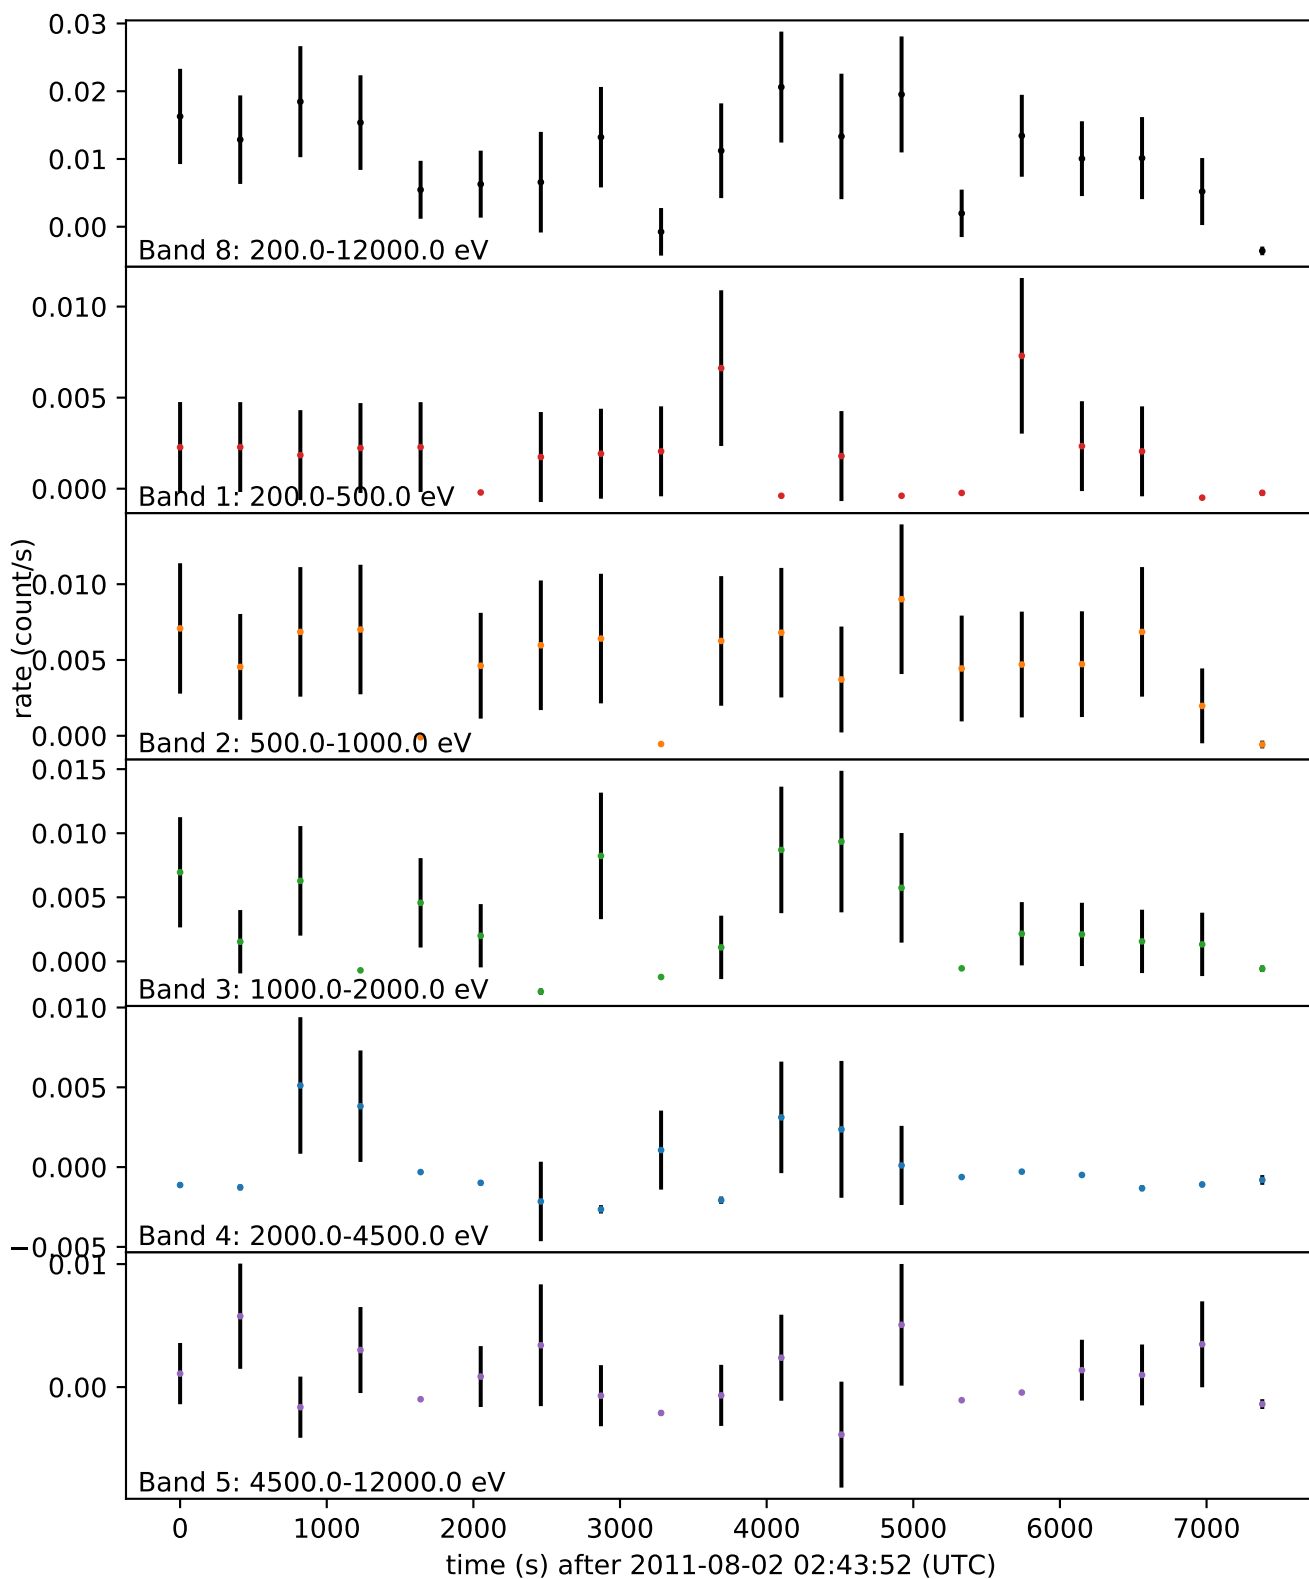 0.03
0.02
0.01
0.00
Band 8: 200.0-12000.0 eV
0.010
0.005
0.000
Band 1: 200.0-500.0 eV
rate (count/s)
0.010
0.005
0.000
Band 2: 500.0-1000.0 eV
0.015
0.010
0.005
0.000
Band 3: 1000.0-2000.0 eV
0.010
0.005
0.000
−0.005
Band 4: 2000.0-4500.0 eV
0.01
0.00
Band 5: 4500.0-12000.0 eV
0 1000 2000 3000 4000 5000 6000 7000
time (s) after 2011-08-02 02:43:52 (UTC)